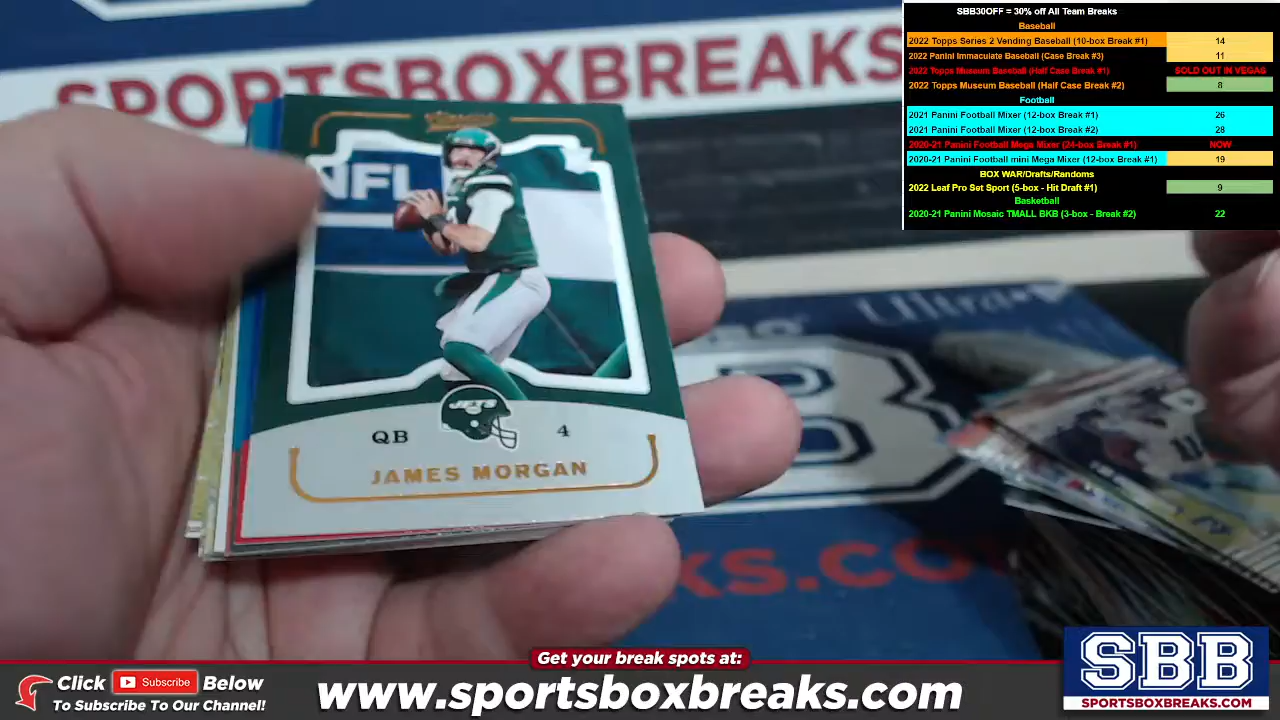 SBB30OFF = 30% off All Team Breaks
Baseball
2022 Topps Series 2 Vending Baseball (10-box Break #1) 14
2022 Panini Immaculate Baseball (Case Break #3) 11
2022 Topps Museum Baseball (Half Case Break #1) SOLD OUT IN VEGAS
2022 Topps Museum Baseball (Half Case Break #2) 8
Football
2021 Panini Football Mixer (12-box Break #1) 26
2021 Panini Football Mixer (12-box Break #2) 28
2020-21 Panini Football Mega Mixer (24-box Break #1) NOW
2020-21 Panini Football mini Mega Mixer (12-box Break #1) 19
BOX WAR/Drafts/Randoms
2022 Leaf Pro Set Sport (5-box - Hit Draft #1) 9
Basketball
2020-21 Panini Mosaic TMALL BKB (3-box - Break #2) 22
SPORTSBOXBREAKS
NFL
Ultra
JETS
QB 4
JAMES MORGAN
B
KS.CO
Get your break spots at:
Click Subscribe Below
To Subscribe To Our Channel!
www.sportsboxbreaks.com
SBB
SPORTSBOXBREAKS.COM